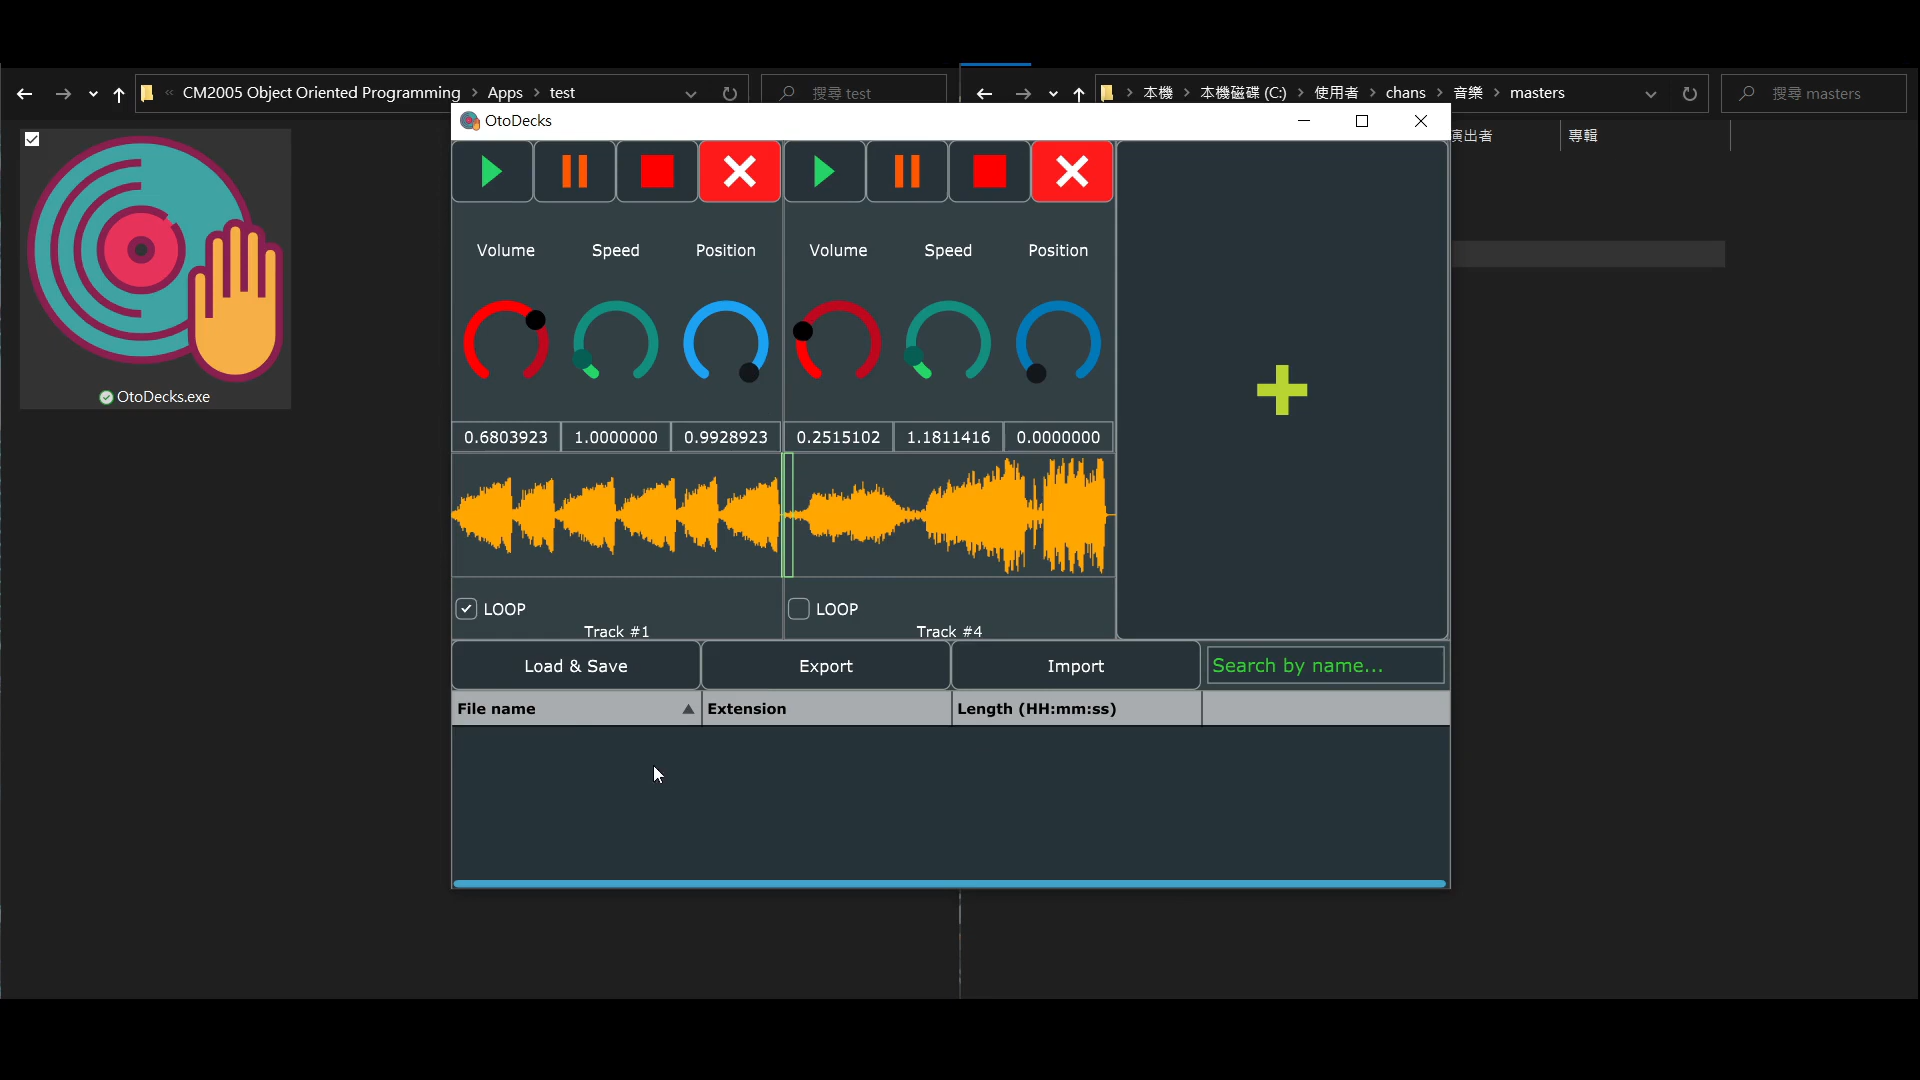 « CM2005 Object Oriented Programming > Apps > test
搜尋 test
> 本機 > 本機磁碟 (C:) > 使用者 > chans > 音樂 > masters
搜尋 masters
OtoDecks
演出者
專輯
OtoDecks.exe
Volume Speed Position
Volume Speed Position
0.6803923 1.0000000 0.9928923
0.2515102 1.1811416 0.0000000
LOOP
Track #1
LOOP
Track #4
Load & Save
Export
Import
Search by name...
File name
Extension
Length (HH:mm:ss)